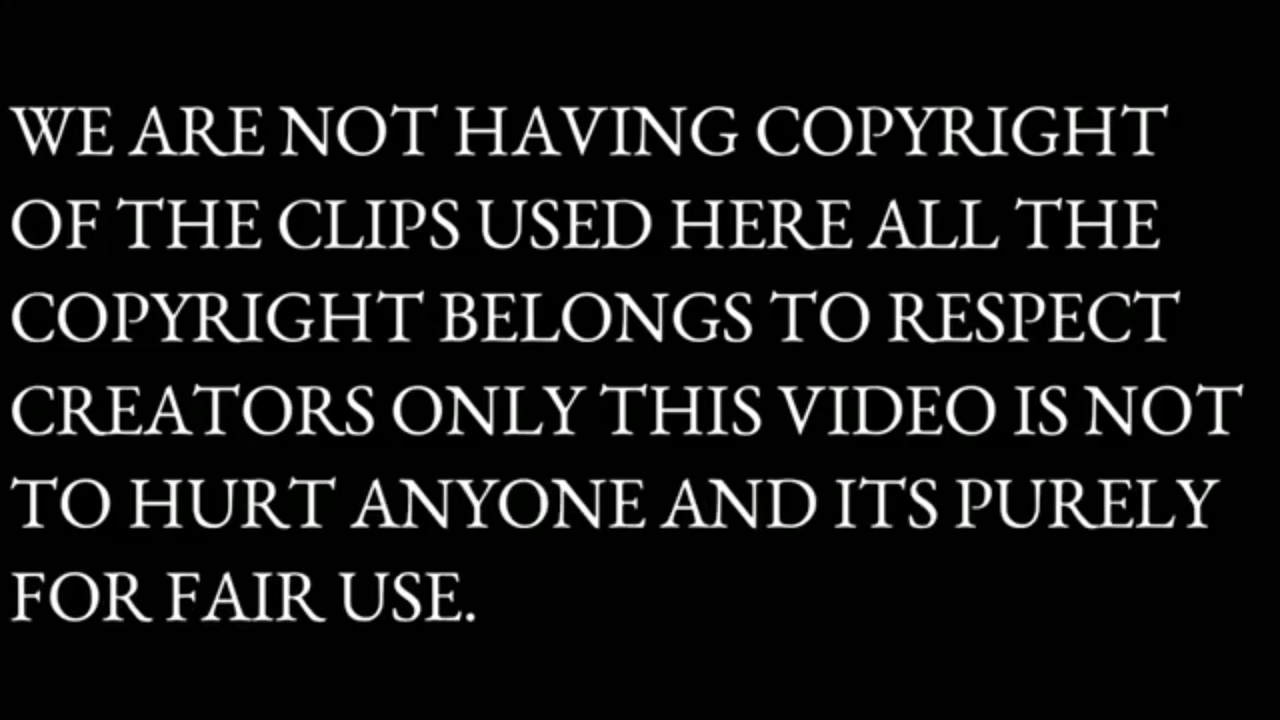 WE ARE NOT HAVING COPYRIGHT
OF THE CLIPS USED HERE ALL THE
COPYRIGHT BELONGS TO RESPECT
CREATORS ONLY THIS VIDEO IS NOT
TO HURT ANYONE AND ITS PURELY
FOR FAIR USE.